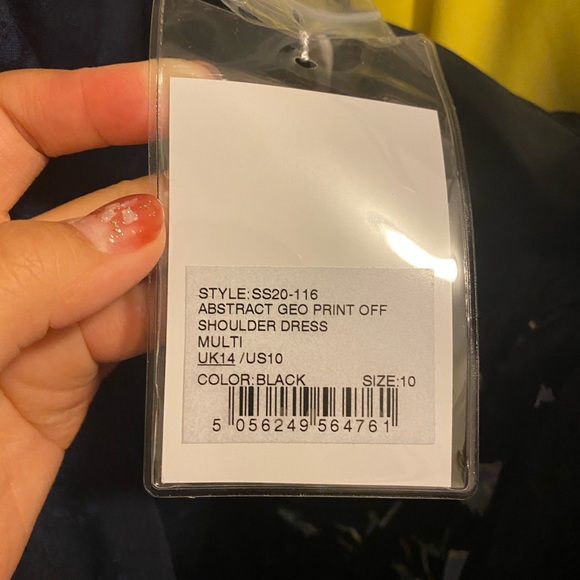 STYLE:SS20-116
ABSTRACT GEO PRINT OFF
SHOULDER DRESS
MULTI
UK14 /US10
COLOR:BLACK SIZE:10
5 056249 564761